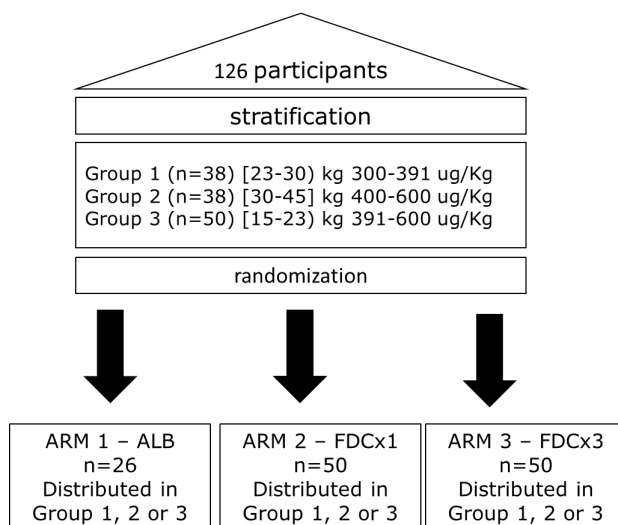 126 participants
stratification
Group 1 (n=38) [23-30) kg 300-391 ug/Kg
Group 2 (n=38) [30-45] kg 400-600 ug/Kg
Group 3 (n=50) [15-23) kg 391-600 ug/Kg
randomization
ARM 1 – ALB
n=26
Distributed in
Group 1, 2 or 3
ARM 2 – FDCx1
n=50
Distributed in
Group 1, 2 or 3
ARM 3 – FDCx3
n=50
Distributed in
Group 1, 2 or 3